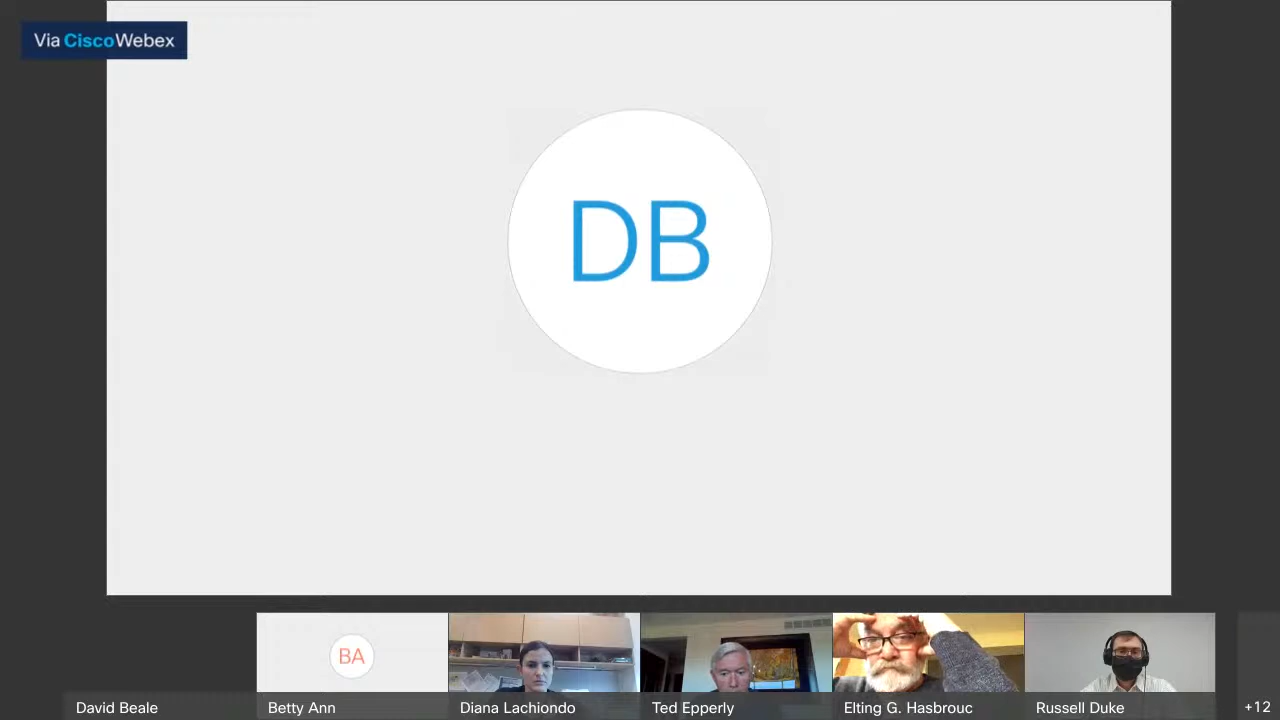 Via CiscoWebex
DB
BA
David Beale
Betty Ann
Diana Lachiondo
Ted Epperly
Elting G. Hasbrouc
Russell Duke
+12